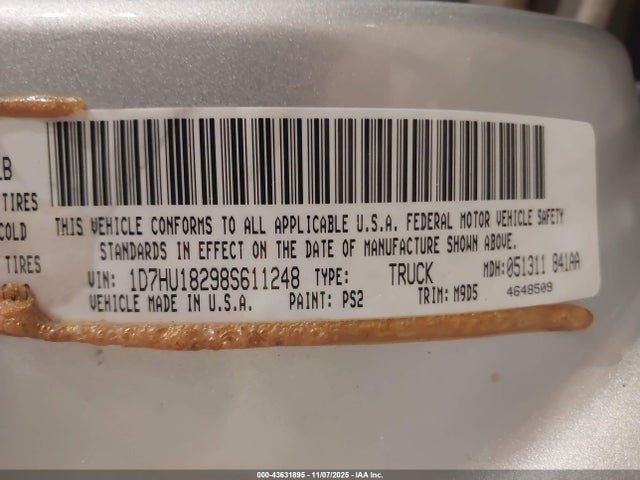 LB
TIRES
COLD
TIRES
THIS VEHICLE CONFORMS TO ALL APPLICABLE U.S.A. FEDERAL MOTOR VEHICLE SAFETY
STANDARDS IN EFFECT ON THE DATE OF MANUFACTURE SHOWN ABOVE.
VIN: 1D7HU18298S611248 TYPE: TRUCK MDH: 051311 841AA
VEHICLE MADE IN U.S.A. PAINT: PS2 TRIM: M9D5 4648509
000-43631895 - 11/07/2025 - IAA Inc.